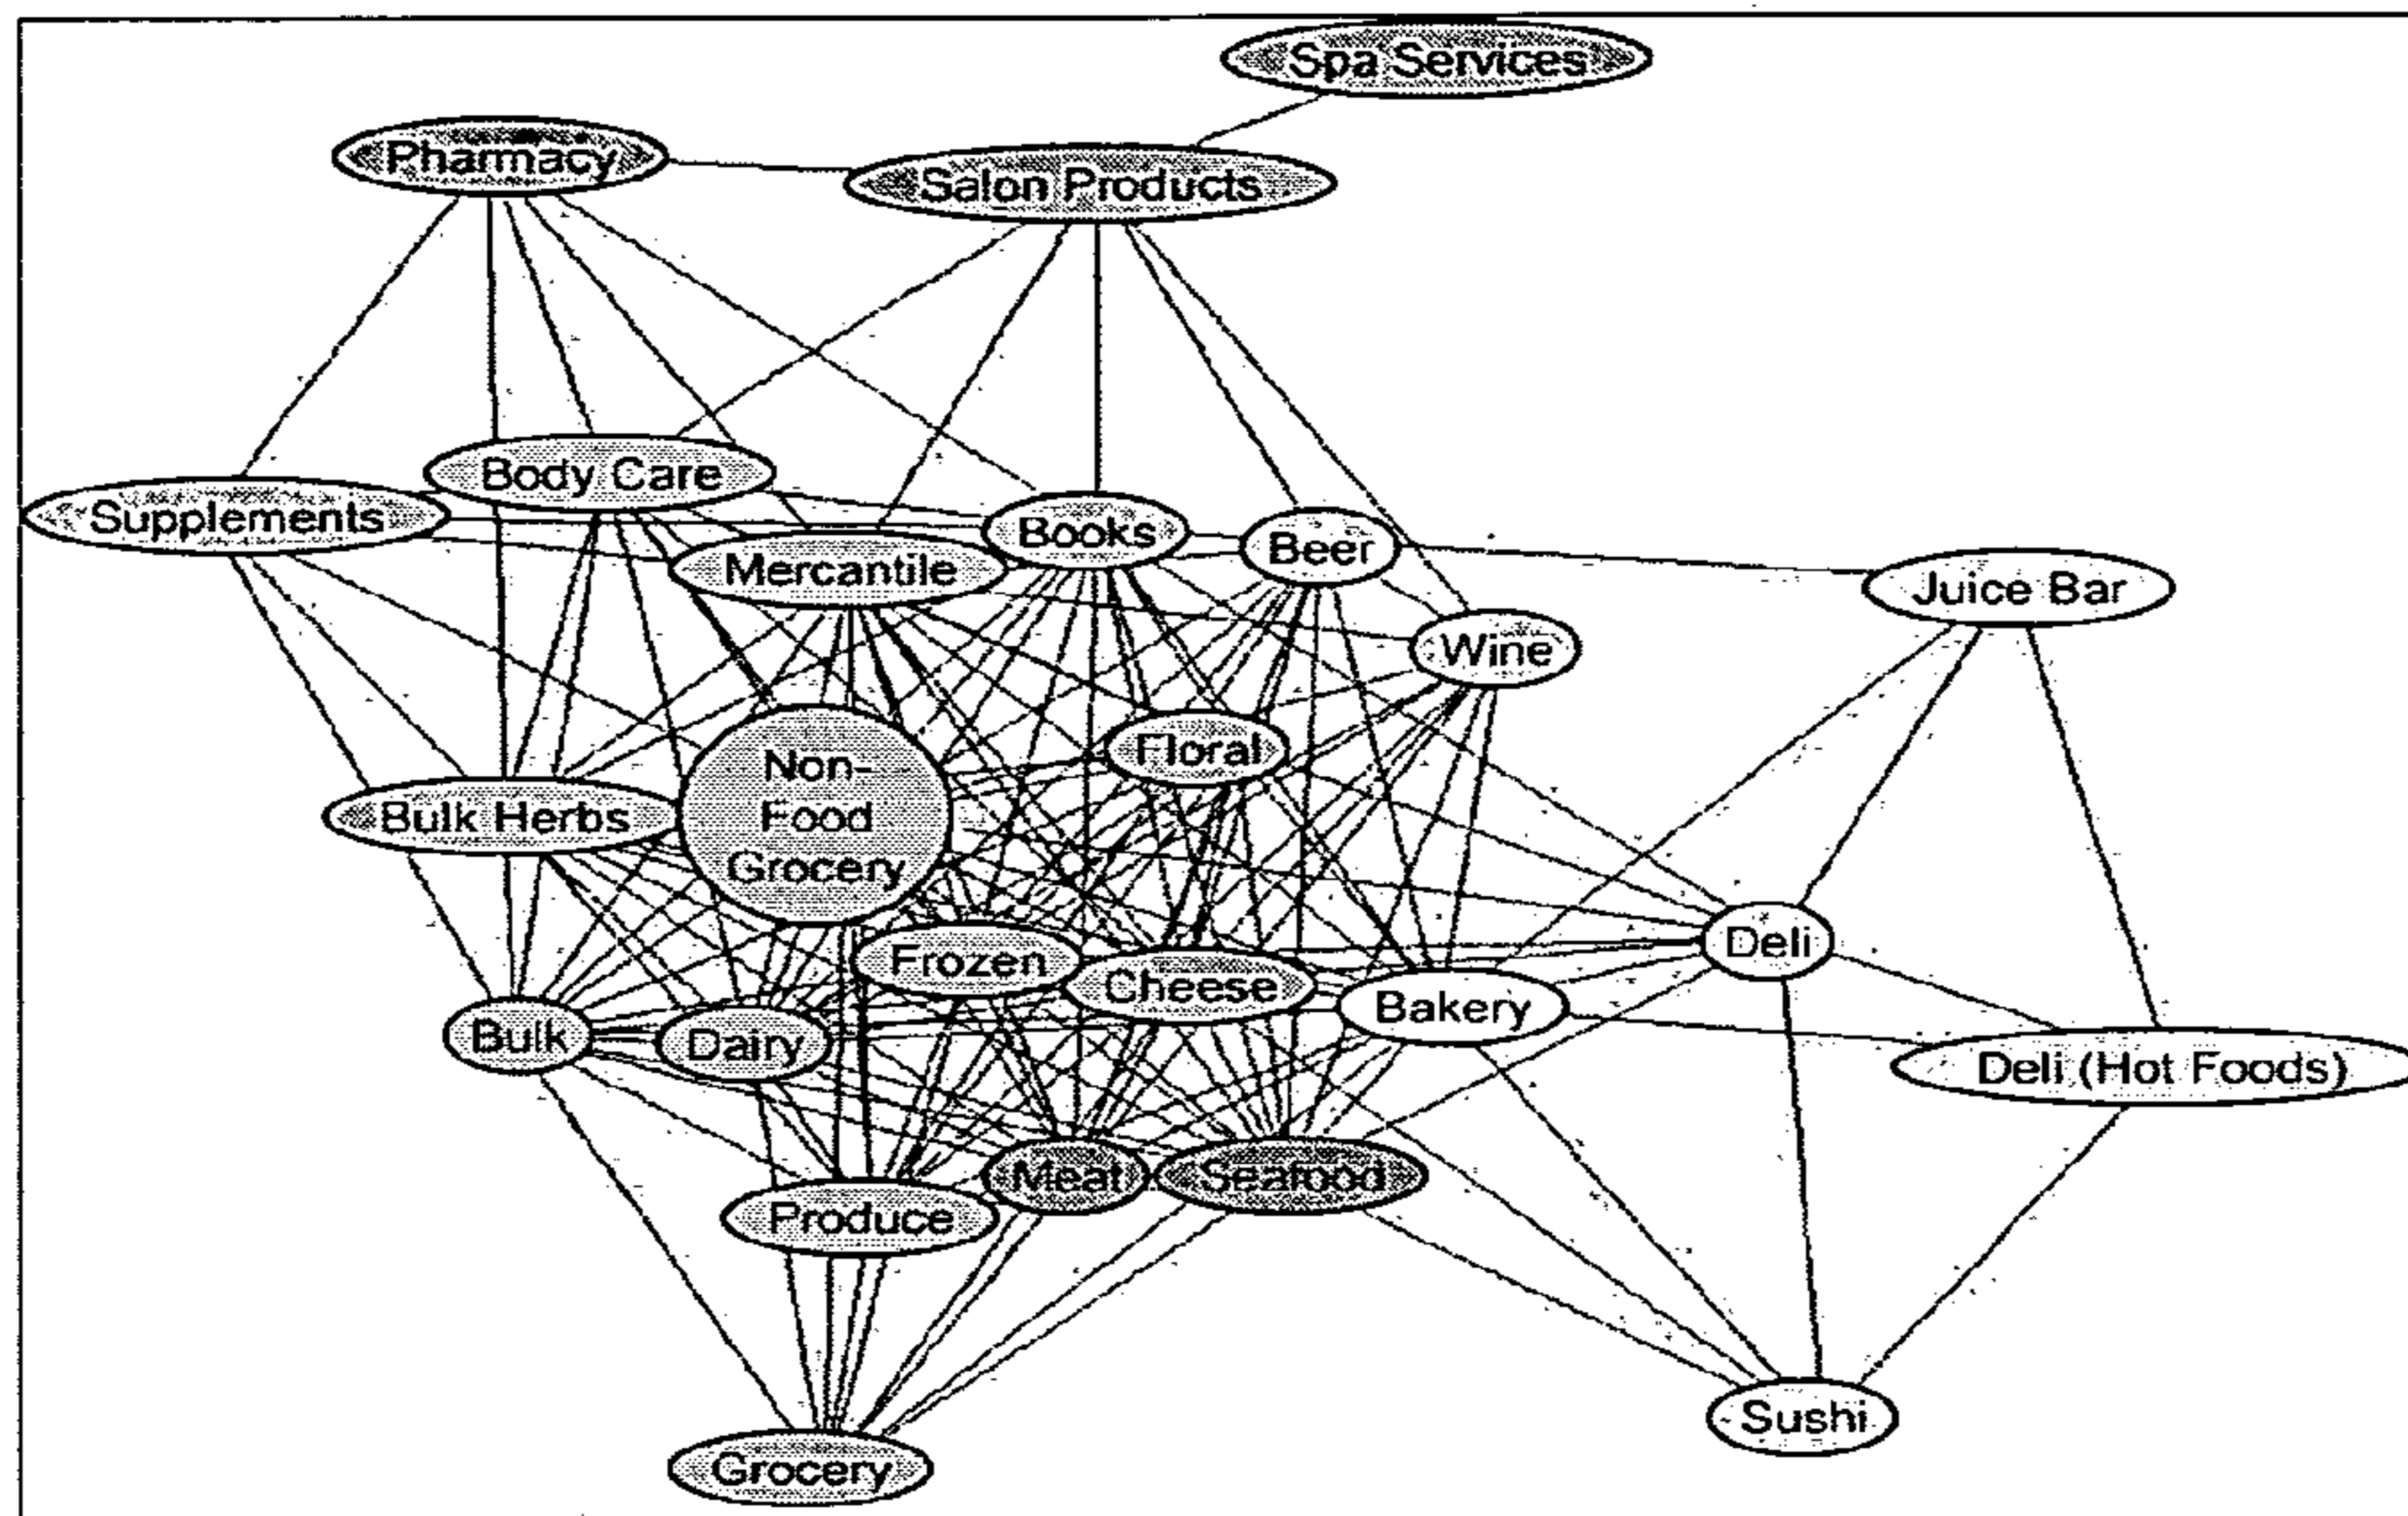 Spa Services
Pharmacy
Salon Products
Body Care
Supplements
Books
Beer
Mercantile
Juice Bar
Wine
Floral
Non-
Food
Grocery
Bulk Herbs
Deli
Frozen
Cheese
Bakery
Bulk
Dairy
Deli (Hot Foods)
Meat
Seafood
Produce
Sushi
Grocery